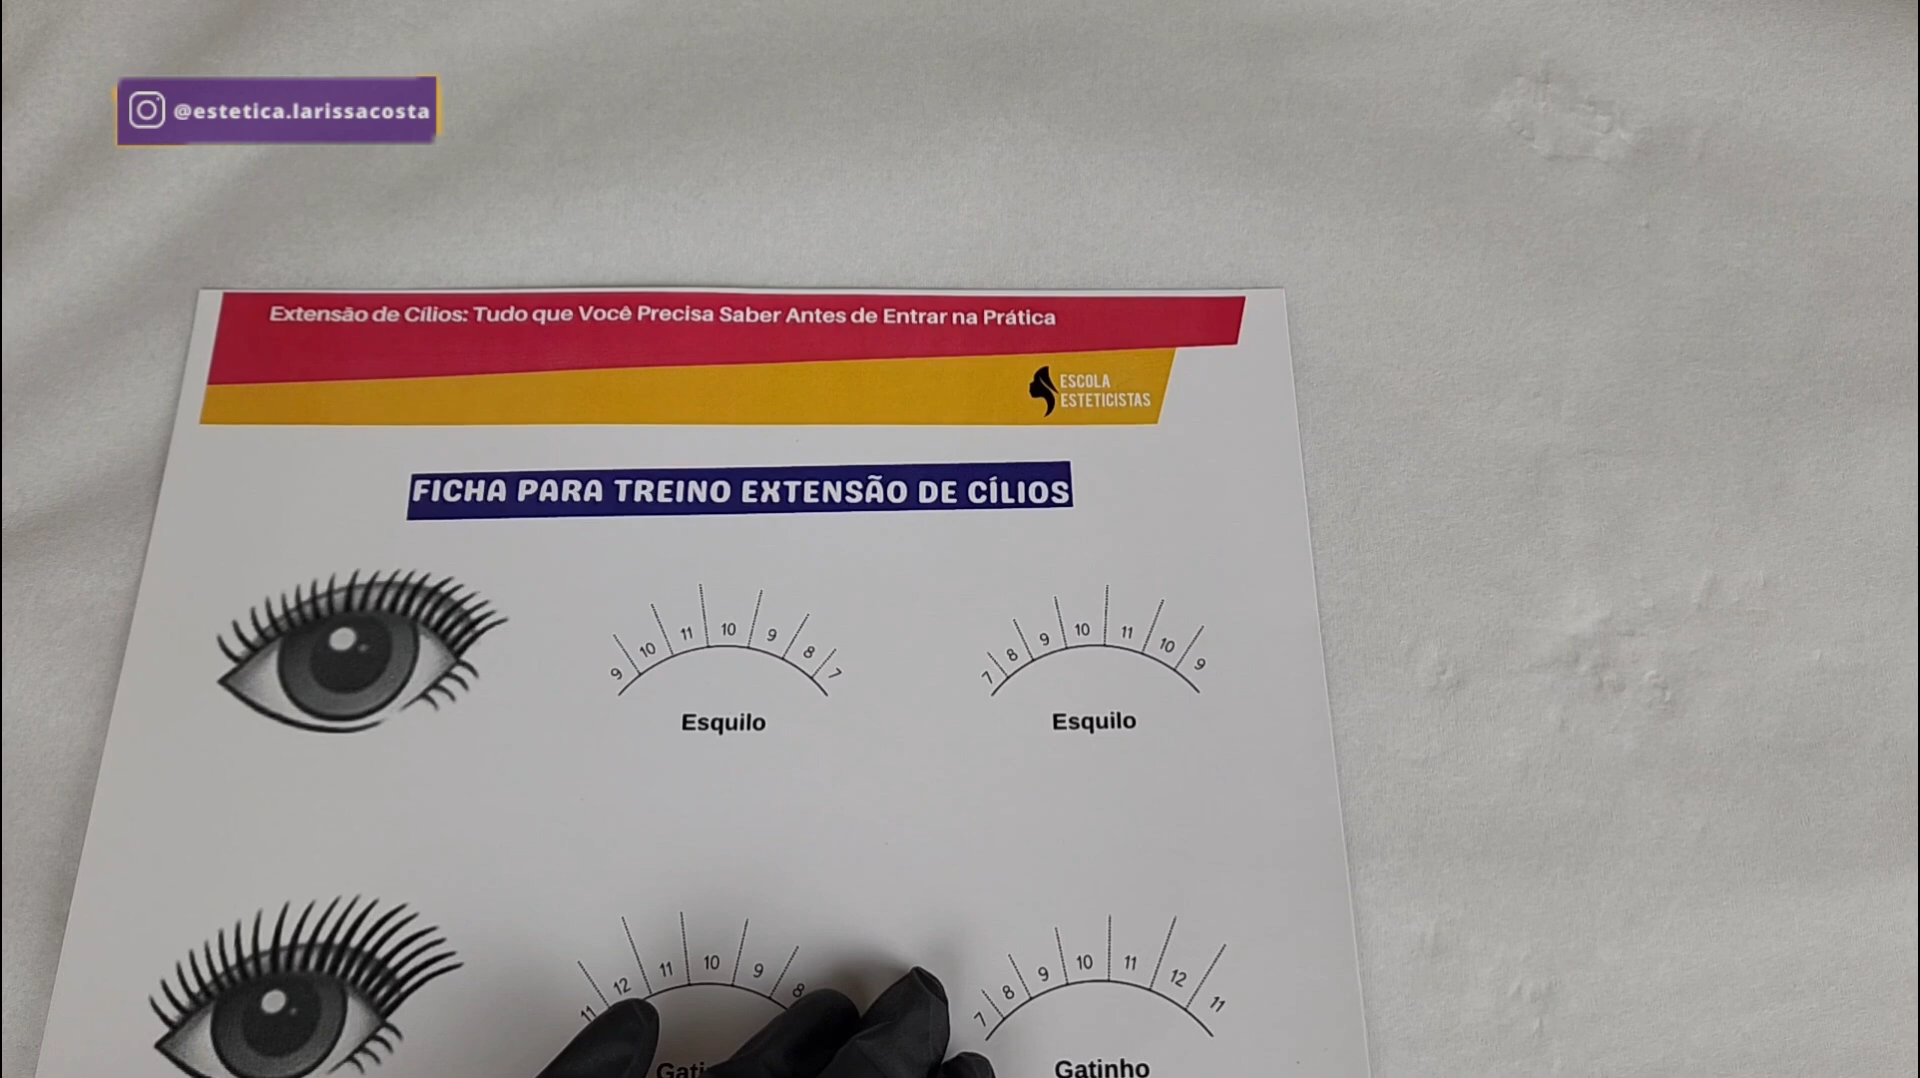 @estetica.larissacosta
Extensão de Cílios: Tudo que Você Precisa Saber Antes de Entrar na Prática
ESCOLA
ESTETICISTAS
FICHA PARA TREINO EXTENSÃO DE CÍLIOS
9 10 11 10 9 8 7
7 8 9 10 11 10 9
Esquilo
Esquilo
11 12 11 10 9 8
7 8 9 10 11 12 11
Gati
Gatinho